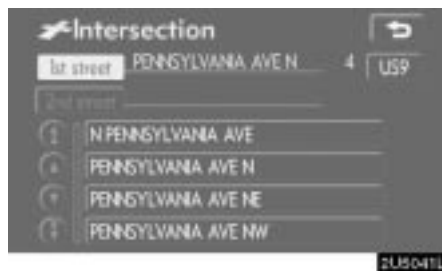 Intersection
1st street PENNSYLVANIA AVE N 4 US9
2nd street
N PENNSYLVANIA AVE
PENNSYLVANIA AVE N
PENNSYLVANIA AVE NE
PENNSYLVANIA AVE NW
2US041L